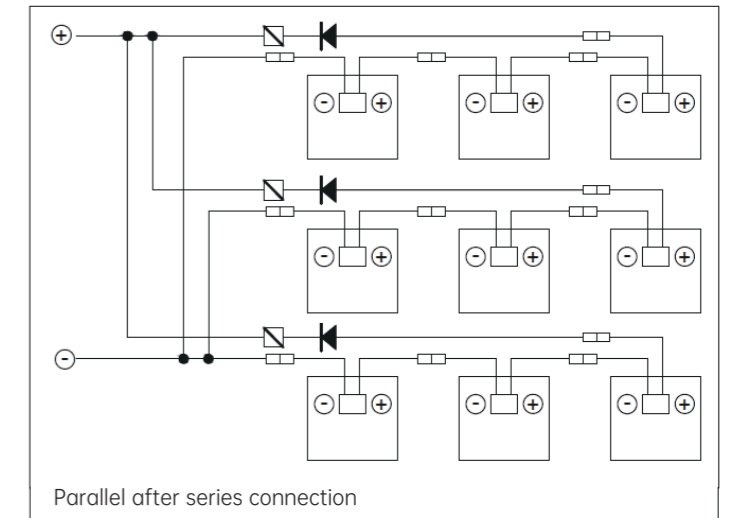 +
- + - + - +
- + - + - +
-
- + - + - +
Parallel after series connection